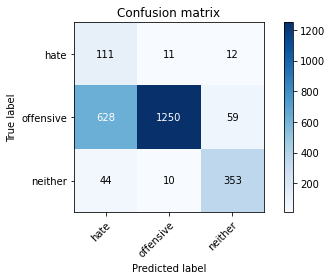 Confusion matrix
True label
hate 111 11 12
offensive 628 1250 59
neither 44 10 353
hate offensive neither
Predicted label
1200
1000
800
600
400
200